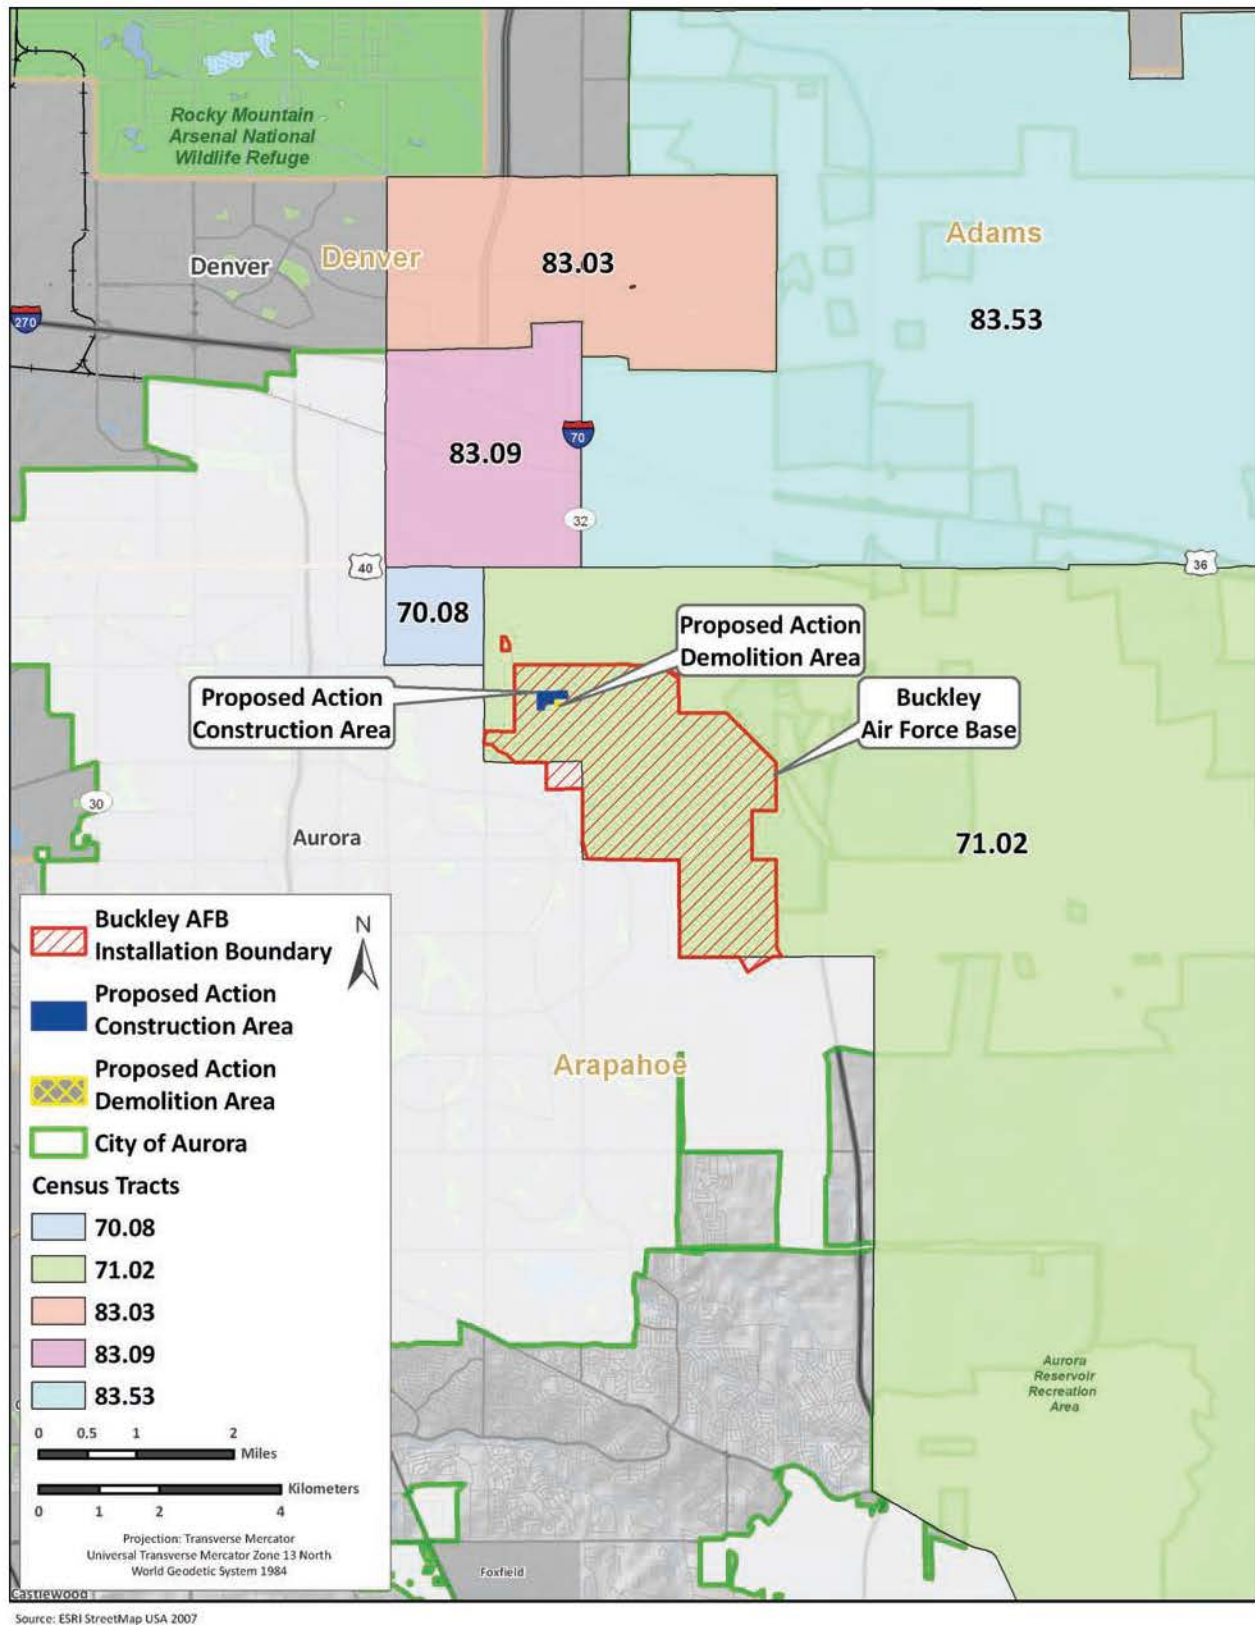 Rocky Mountain
Arsenal National
Wildlife Refuge
Denver
Denver
Adams
83.03
83.53
270
70
83.09
32
40
36
70.08
Proposed Action
Demolition Area
Proposed Action
Construction Area
Buckley
Air Force Base
30
Aurora
71.02
Arapahoe
Buckley AFB
Installation Boundary
N
Proposed Action
Construction Area
Proposed Action
Demolition Area
City of Aurora
Census Tracts
70.08
71.02
83.03
83.09
83.53
0 0.5 1 2
Miles
Kilometers
0 1 2 4
Projection: Transverse Mercator
Universal Transverse Mercator Zone 13 North
World Geodetic System 1984
Aurora
Reservoir
Recreation
Area
Foxfield
Castlewood
Source: ESRI StreetMap USA 2007